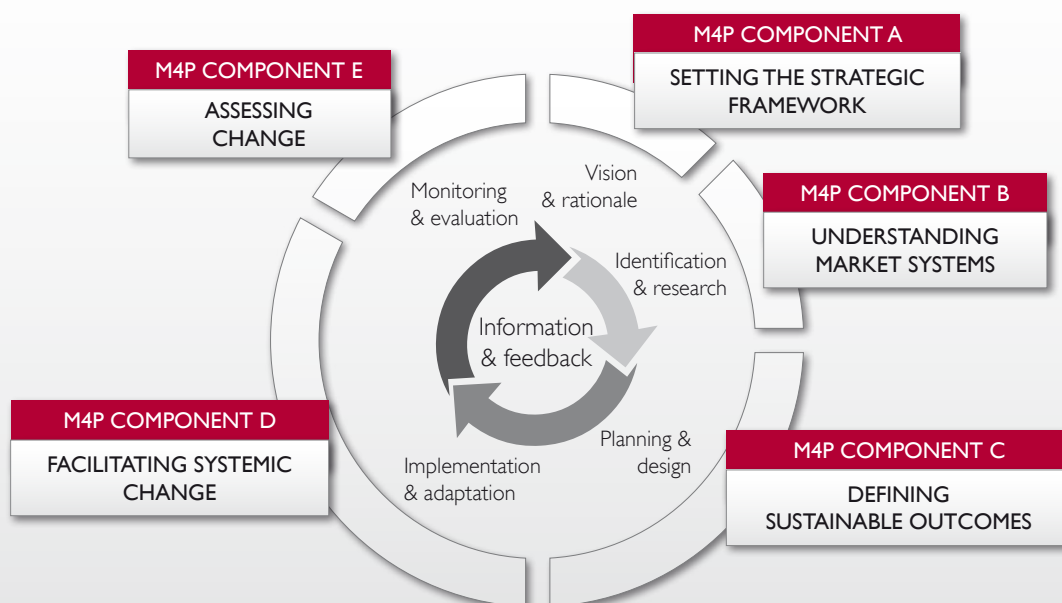 M4P COMPONENT A
SETTING THE STRATEGIC
FRAMEWORK
M4P COMPONENT E
ASSESSING
CHANGE
Vision
& rationale
Monitoring
& evaluation
M4P COMPONENT B
UNDERSTANDING
MARKET SYSTEMS
Identification
& research
Information
& feedback
M4P COMPONENT D
FACILITATING SYSTEMIC
CHANGE
Planning &
design
M4P COMPONENT C
DEFINING
SUSTAINABLE OUTCOMES
Implementation
& adaptation